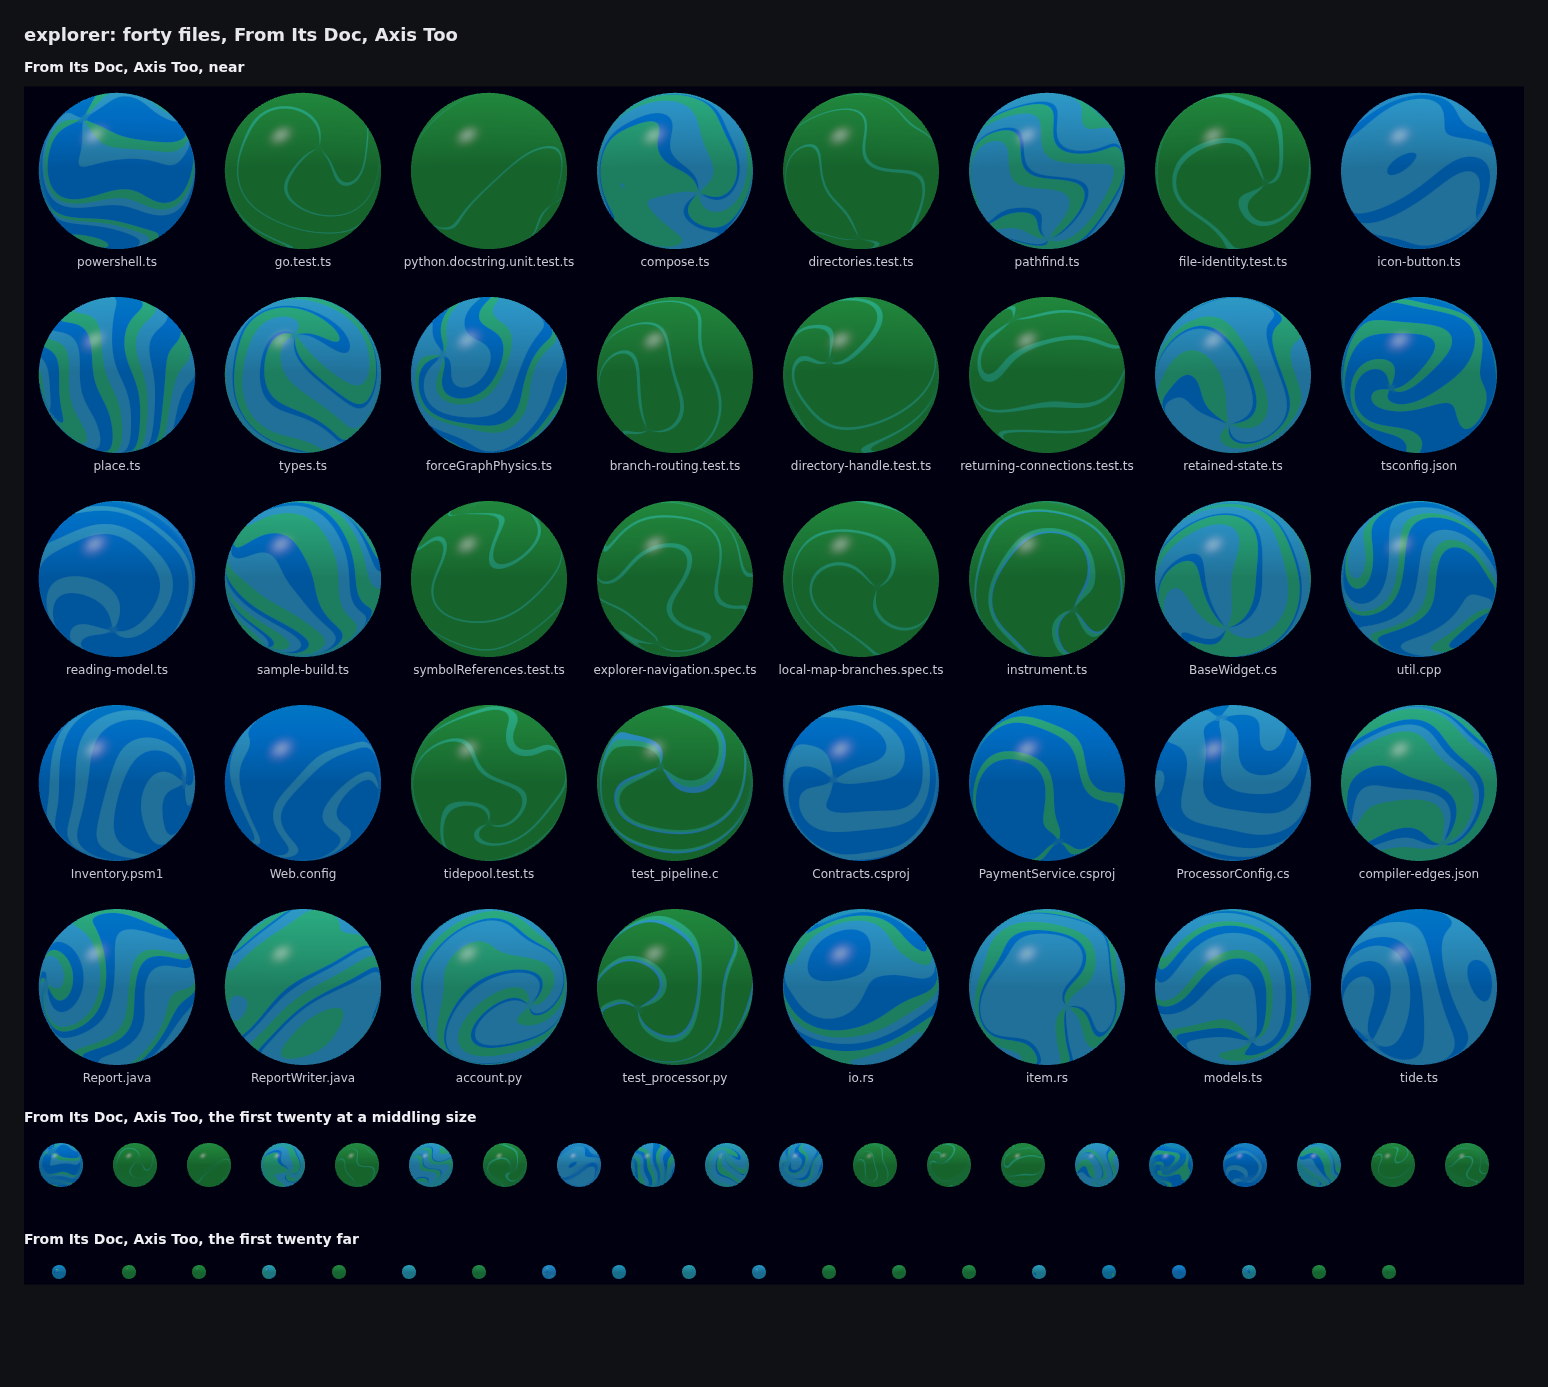 explorer: forty files, From Its Doc, Axis Too
From Its Doc, Axis Too, near
powershell.ts go.test.ts python.docstring.unit.test.ts compose.ts directories.test.ts pathfind.ts file-identity.test.ts icon-button.ts
place.ts types.ts forceGraphPhysics.ts branch-routing.test.ts directory-handle.test.ts returning-connections.test.ts retained-state.ts tsconfig.json
reading-model.ts sample-build.ts symbolReferences.test.ts explorer-navigation.spec.ts local-map-branches.spec.ts instrument.ts BaseWidget.cs util.cpp
Inventory.psm1 Web.config tidepool.test.ts test_pipeline.c Contracts.csproj PaymentService.csproj ProcessorConfig.cs compiler-edges.json
Report.java ReportWriter.java account.py test_processor.py io.rs item.rs models.ts tide.ts
From Its Doc, Axis Too, the first twenty at a middling size
From Its Doc, Axis Too, the first twenty far